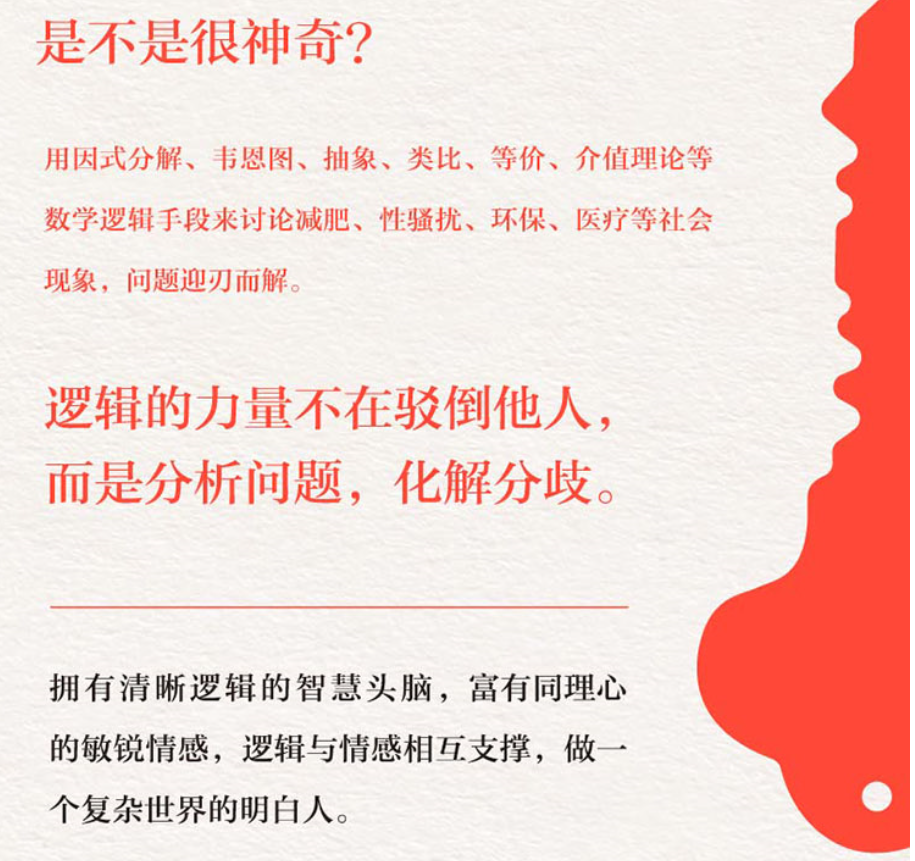 是不是很神奇？
用因式分解、韦恩图、抽象、类比、等价、介值理论等
数学逻辑手段来讨论减肥、性骚扰、环保、医疗等社会
现象，问题迎刃而解。
逻辑的力量不在驳倒他人，
而是分析问题，化解分歧。
拥有清晰逻辑的智慧头脑，富有同理心
的敏锐情感，逻辑与情感相互支撑，做一
个复杂世界的明白人。